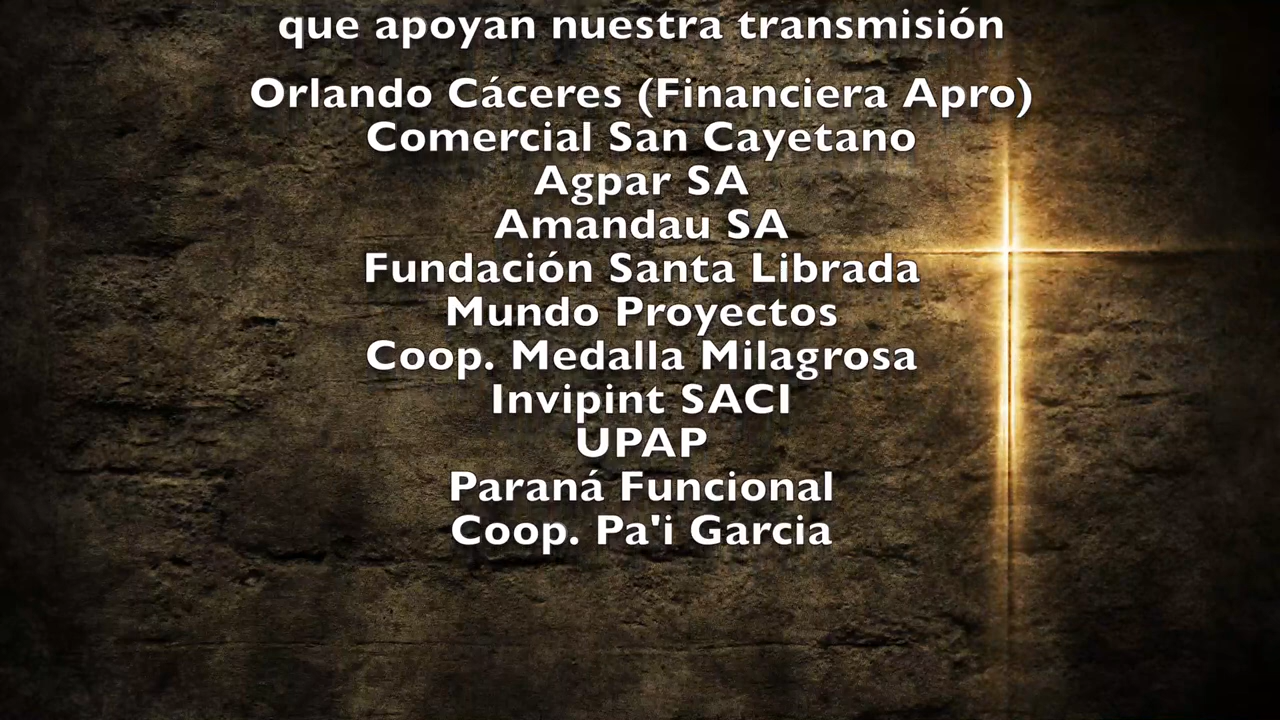 que apoyan nuestra transmisión
Orlando Cáceres (Financiera Apro)
Comercial San Cayetano
Agpar SA
Amandau SA
Fundación Santa Librada
Mundo Proyectos
Coop. Medalla Milagrosa
Invipint SACI
UPAP
Paraná Funcional
Coop. Pa'i Garcia